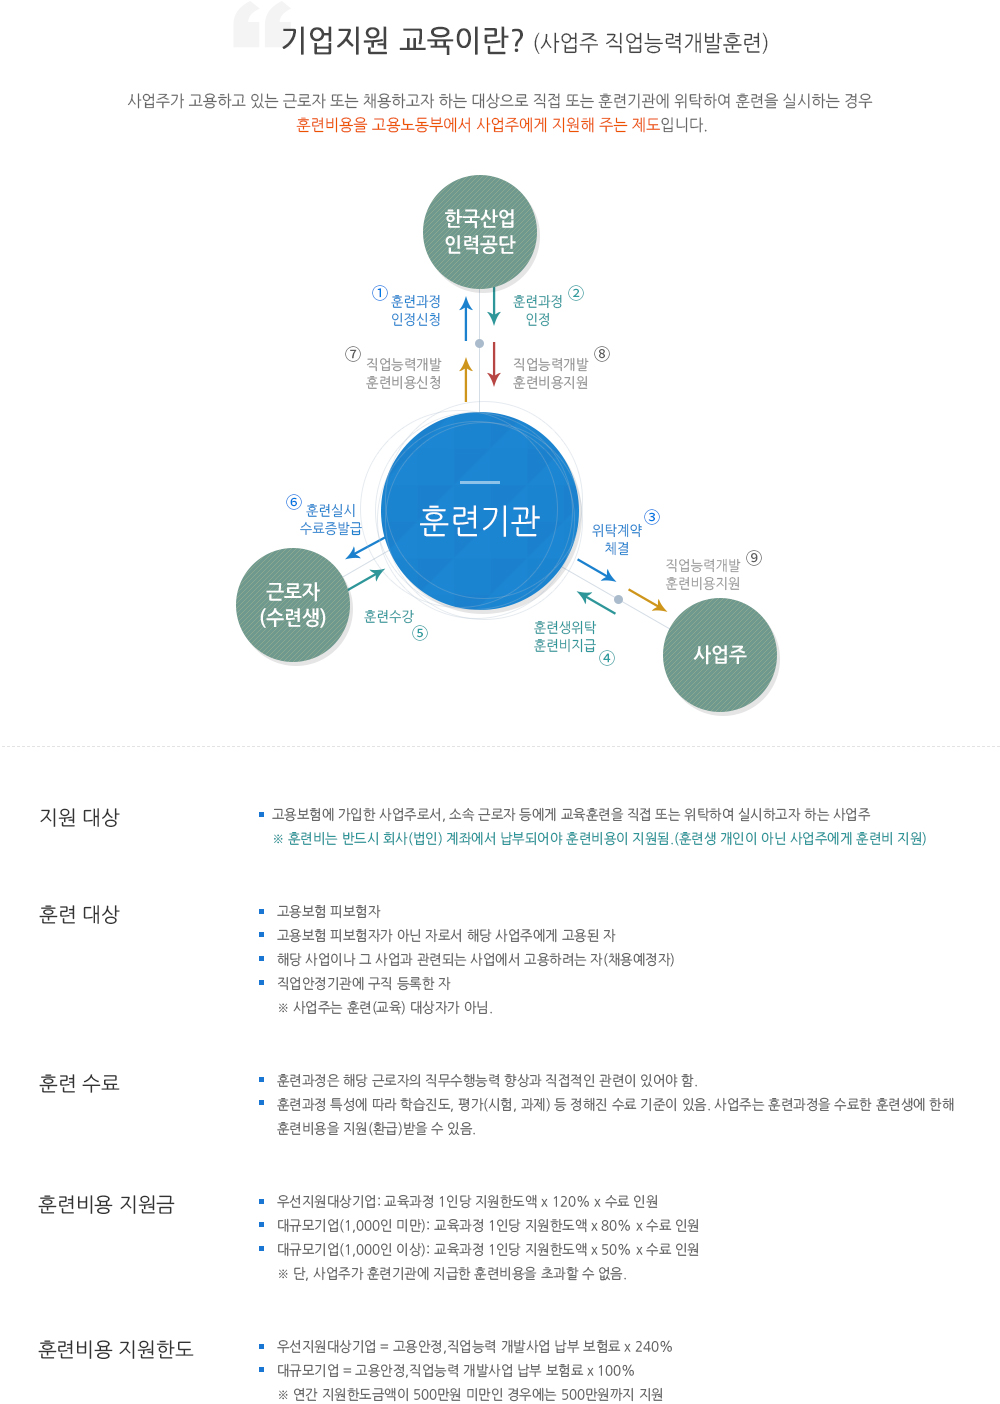 기업지원 교육이란? (사업주 직업능력개발훈련)
사업주가 고용하고 있는 근로자 또는 채용하고자 하는 대상으로 직접 또는 훈련기관에 위탁하여 훈련을 실시하는 경우
훈련비용을 고용노동부에서 사업주에게 지원해 주는 제도입니다.
한국산업
인력공단
① 훈련과정
인정신청
훈련과정 ②
인정
⑦ 직업능력개발
훈련비용신청
직업능력개발 ⑧
훈련비용지원
훈련기관
⑥ 훈련실시
수료증발급
위탁계약 ③
체결
직업능력개발 ⑨
훈련비용지원
근로자
(수련생)
훈련수강
⑤
훈련생위탁
훈련비지급 ④
사업주
지원 대상
고용보험에 가입한 사업주로서, 소속 근로자 등에게 교육훈련을 직접 또는 위탁하여 실시하고자 하는 사업주
※ 훈련비는 반드시 회사(법인) 계좌에서 납부되어야 훈련비용이 지원됨.(훈련생 개인이 아닌 사업주에게 훈련비 지원)
훈련 대상
고용보험 피보험자
고용보험 피보험자가 아닌 자로서 해당 사업주에게 고용된 자
해당 사업이나 그 사업과 관련되는 사업에서 고용하려는 자(채용예정자)
직업안정기관에 구직 등록한 자
※ 사업주는 훈련(교육) 대상자가 아님.
훈련 수료
훈련과정은 해당 근로자의 직무수행능력 향상과 직접적인 관련이 있어야 함.
훈련과정 특성에 따라 학습진도, 평가(시험, 과제) 등 정해진 수료 기준이 있음. 사업주는 훈련과정을 수료한 훈련생에 한해
훈련비용을 지원(환급)받을 수 있음.
훈련비용 지원금
우선지원대상기업: 교육과정 1인당 지원한도액 x 120% x 수료 인원
대규모기업(1,000인 미만): 교육과정 1인당 지원한도액 x 80% x 수료 인원
대규모기업(1,000인 이상): 교육과정 1인당 지원한도액 x 50% x 수료 인원
※ 단, 사업주가 훈련기관에 지급한 훈련비용을 초과할 수 없음.
훈련비용 지원한도
우선지원대상기업 = 고용안정,직업능력 개발사업 납부 보험료 x 240%
대규모기업 = 고용안정,직업능력 개발사업 납부 보험료 x 100%
※ 연간 지원한도금액이 500만원 미만인 경우에는 500만원까지 지원